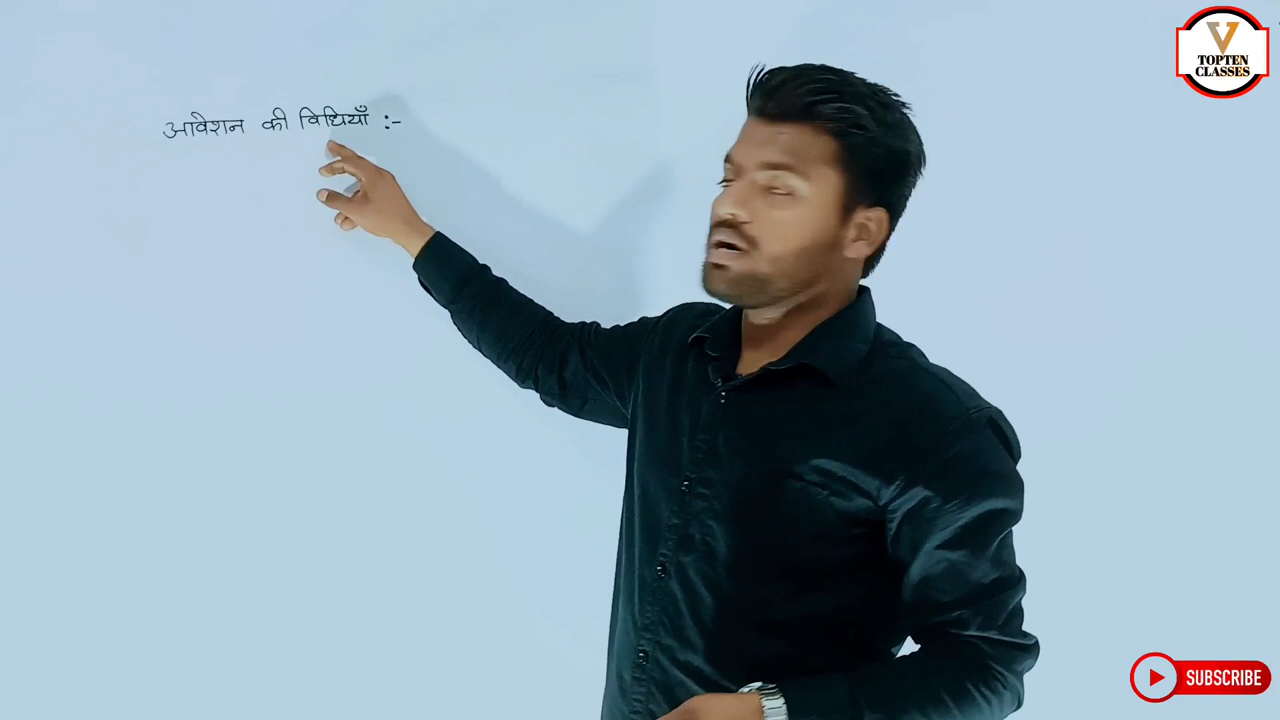 आवेशन की विधियाँ :-
V
TOPTEN
CLASSES
SUBSCRIBE